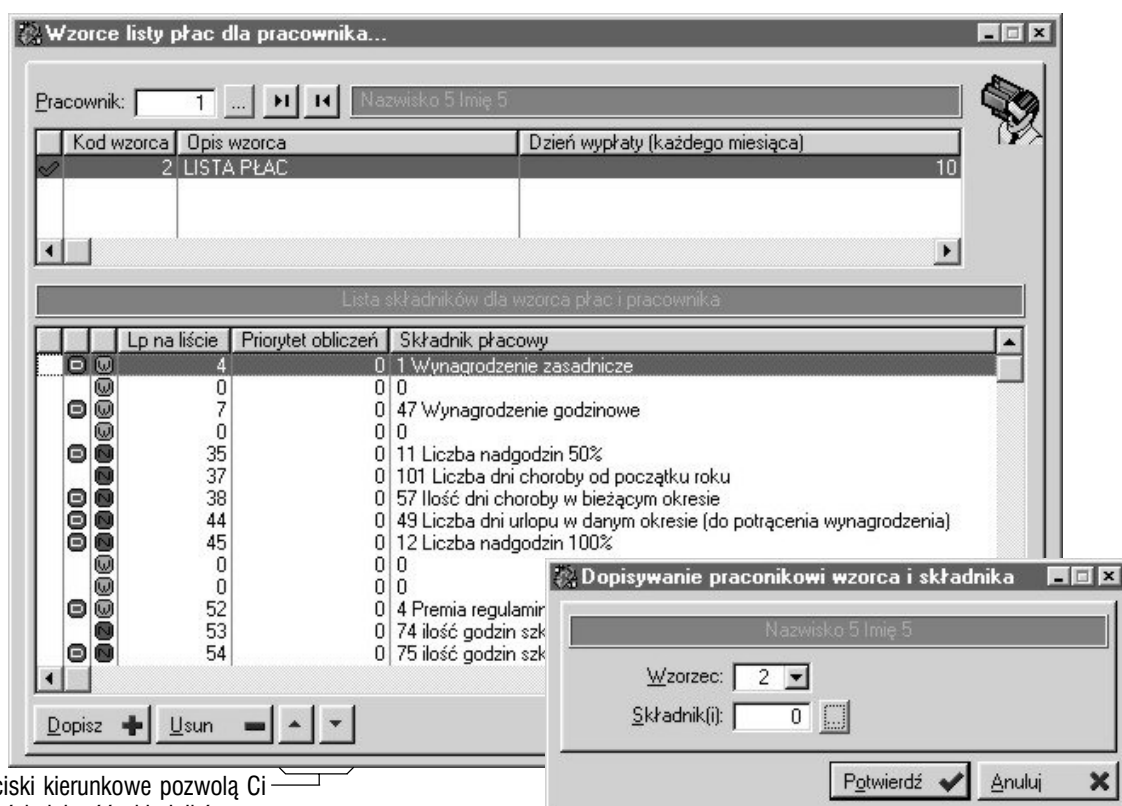 Wzorce listy płac dla pracownika...
Pracownik: 1 ... Nazwisko 5 Imię 5
Kod wzorca Opis wzorca Dzień wypłaty (każdego miesiąca)
2 LISTA PŁAC 10
Lista składników dla wzorca płac i pracownika
Lp na liście Priorytet obliczeń Składnik płacowy
4 0 1 Wynagrodzenie zasadnicze
0 0 0
7 0 47 Wynagrodzenie godzinowe
0 0 0
35 0 11 Liczba nadgodzin 50%
37 0 101 Liczba dni choroby od początku roku
38 0 57 Ilość dni choroby w bieżącym okresie
44 0 49 Liczba dni urlopu w danym okresie (do potrącenia wynagrodzenia)
45 0 12 Liczba nadgodzin 100%
0 0 0
0 0 0
52 0 4 Premia regulamin
53 0 74 ilość godzin szk
54 0 75 ilość godzin szk
Dopisz Usun
Dopisywanie praconikowi wzorca i składnika
Nazwisko 5 Imię 5
Wzorzec: 2
Składnik(i): 0 ...
Potwierdź Anuluj
ciski kierunkowe pozwolą Ci